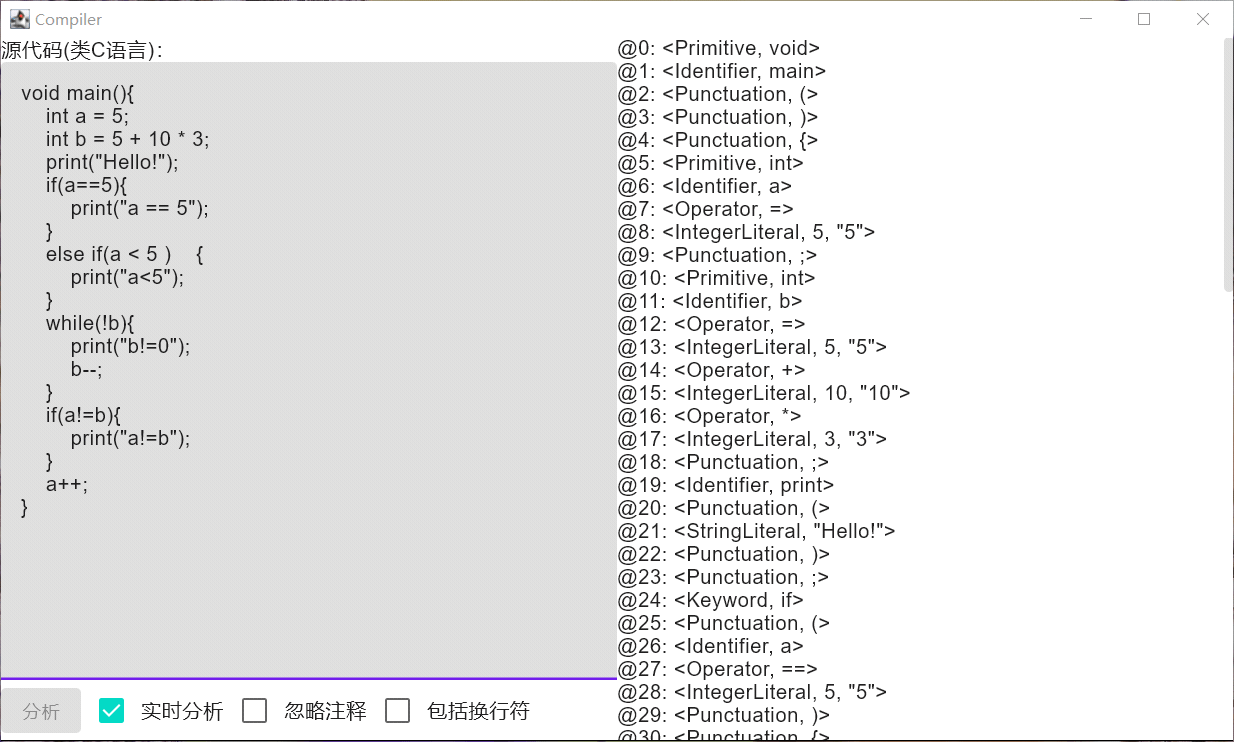 Compiler
源代码(类C语言):
void main(){
    int a = 5;
    int b = 5 + 10 * 3;
    print("Hello!");
    if(a==5){
        print("a == 5");
    }
    else if(a < 5 )    {
        print("a<5");
    }
    while(!b){
        print("b!=0");
        b--;
    }
    if(a!=b){
        print("a!=b");
    }
    a++;
}
分析
实时分析
忽略注释
包括换行符
@0: <Primitive, void>
@1: <Identifier, main>
@2: <Punctuation, (>
@3: <Punctuation, )>
@4: <Punctuation, {>
@5: <Primitive, int>
@6: <Identifier, a>
@7: <Operator, =>
@8: <IntegerLiteral, 5, "5">
@9: <Punctuation, ;>
@10: <Primitive, int>
@11: <Identifier, b>
@12: <Operator, =>
@13: <IntegerLiteral, 5, "5">
@14: <Operator, +>
@15: <IntegerLiteral, 10, "10">
@16: <Operator, *>
@17: <IntegerLiteral, 3, "3">
@18: <Punctuation, ;>
@19: <Identifier, print>
@20: <Punctuation, (>
@21: <StringLiteral, "Hello!">
@22: <Punctuation, )>
@23: <Punctuation, ;>
@24: <Keyword, if>
@25: <Punctuation, (>
@26: <Identifier, a>
@27: <Operator, ==>
@28: <IntegerLiteral, 5, "5">
@29: <Punctuation, )>
@30: <Punctuation, {>